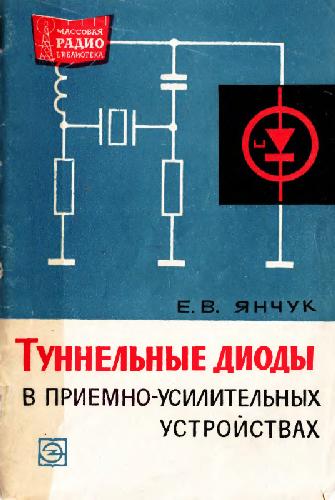 МАССОВАЯ
РАДИО
БИБЛИОТЕКА
Е. В. ЯНЧУК
ТУННЕЛЬНЫЕ ДИОДЫ
В ПРИЕМНО-УСИЛИТЕЛЬНЫХ
УСТРОЙСТВАХ